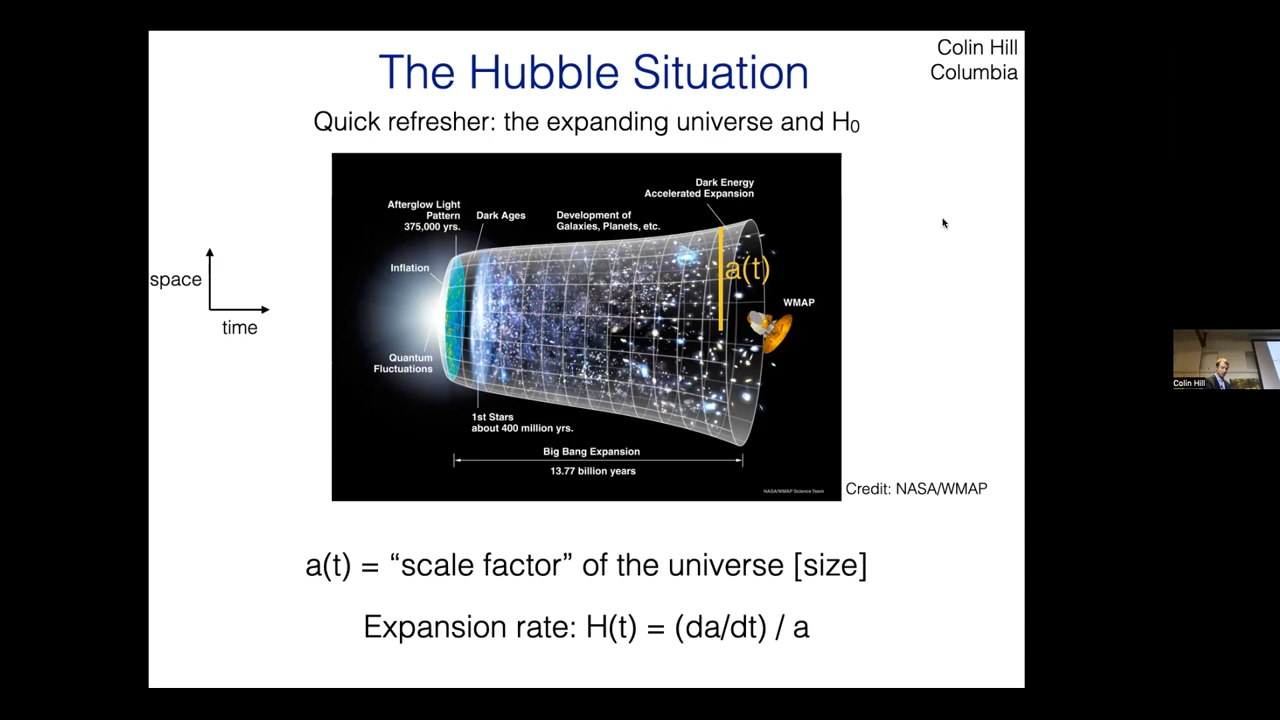 Colin Hill
Columbia
The Hubble Situation
Quick refresher: the expanding universe and H₀
Dark Energy
Accelerated Expansion
Afterglow Light
Pattern
375,000 yrs.
Dark Ages
Development of
Galaxies, Planets, etc.
Inflation
a(t)
space
time
WMAP
Quantum
Fluctuations
1st Stars
about 400 million yrs.
Big Bang Expansion
13.77 billion years
NASA/WMAP Science Team
Credit: NASA/WMAP
a(t) = “scale factor” of the universe [size]
Expansion rate: H(t) = (da/dt) / a
Colin Hill